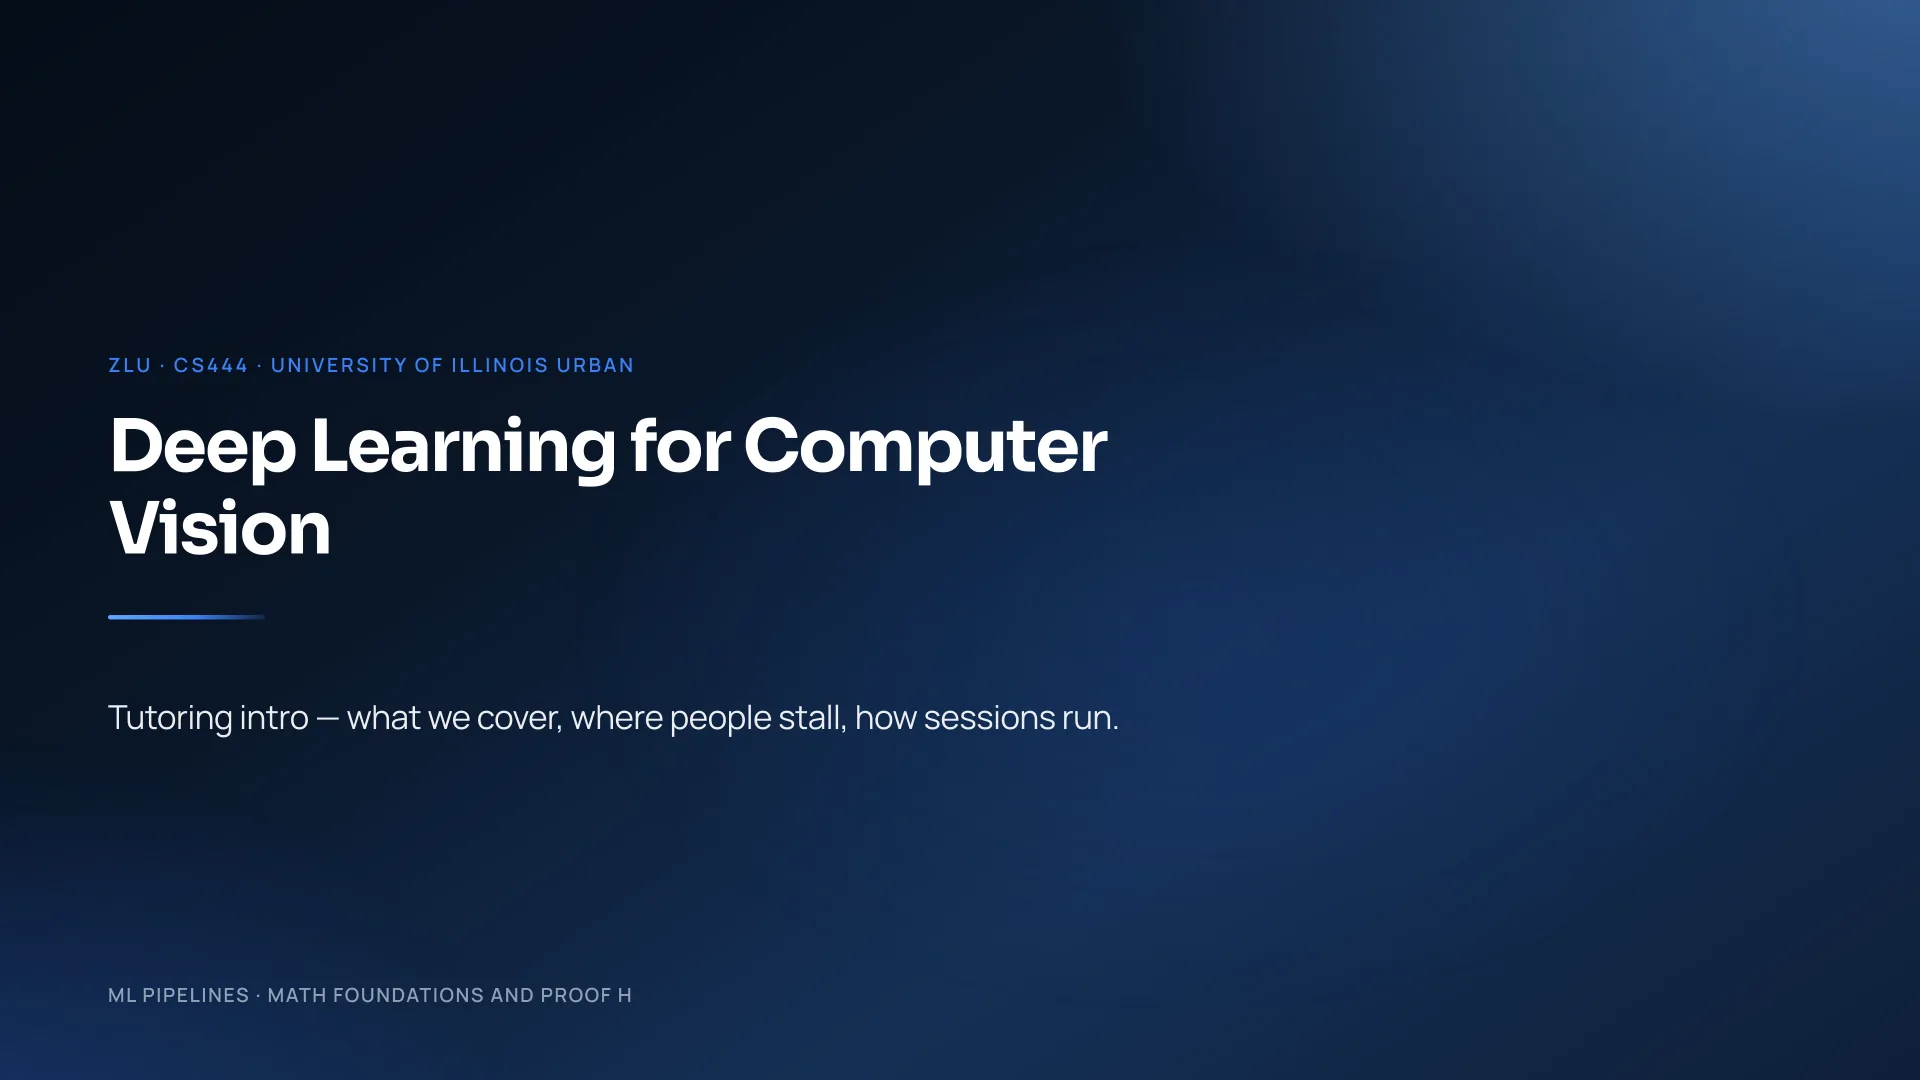 ZLU · CS444 · UNIVERSITY OF ILLINOIS URBAN
Deep Learning for Computer
Vision
Tutoring intro — what we cover, where people stall, how sessions run.
ML PIPELINES · MATH FOUNDATIONS AND PROOF H